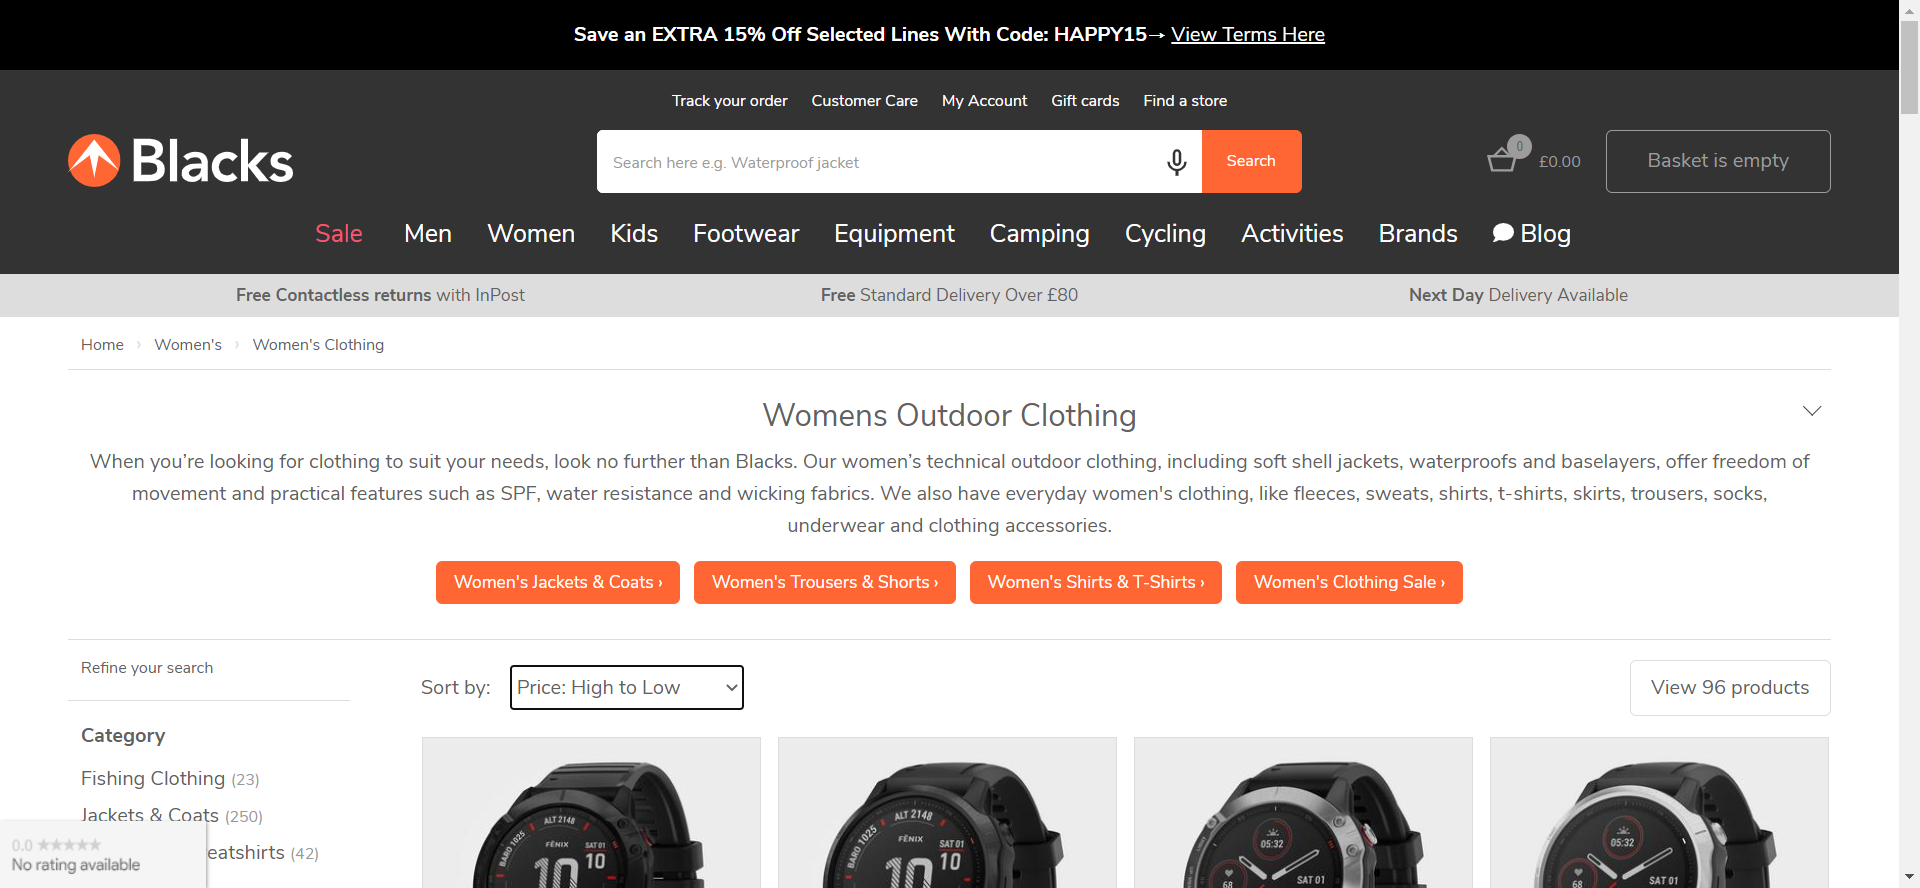 Save an EXTRA 15% Off Selected Lines With Code: HAPPY15→ View Terms Here
Track your order Customer Care My Account Gift cards Find a store
Blacks
Search here e.g. Waterproof jacket
Search
0
£0.00
Basket is empty
Sale Men Women Kids Footwear Equipment Camping Cycling Activities Brands Blog
Free Contactless returns with InPost
Free Standard Delivery Over £80
Next Day Delivery Available
Home › Women's › Women's Clothing
Womens Outdoor Clothing
When you’re looking for clothing to suit your needs, look no further than Blacks. Our women’s technical outdoor clothing, including soft shell jackets, waterproofs and baselayers, offer freedom of
movement and practical features such as SPF, water resistance and wicking fabrics. We also have everyday women's clothing, like fleeces, sweats, shirts, t-shirts, skirts, trousers, socks,
underwear and clothing accessories.
Women's Jackets & Coats ›
Women's Trousers & Shorts ›
Women's Shirts & T-Shirts ›
Women's Clothing Sale ›
Refine your search
Sort by: Price: High to Low
View 96 products
Category
Fishing Clothing (23)
Jackets & Coats (250)
eatshirts (42)
0.0 ★★★★★
No rating available
ALT 2148
BARO 1025
FĒNIX
SAT 01
10 10
ALT 2148
BARO 1025
FĒNIX
SAT 01
10 10
05:32
68
SAT 01
05:32
68
SAT 01